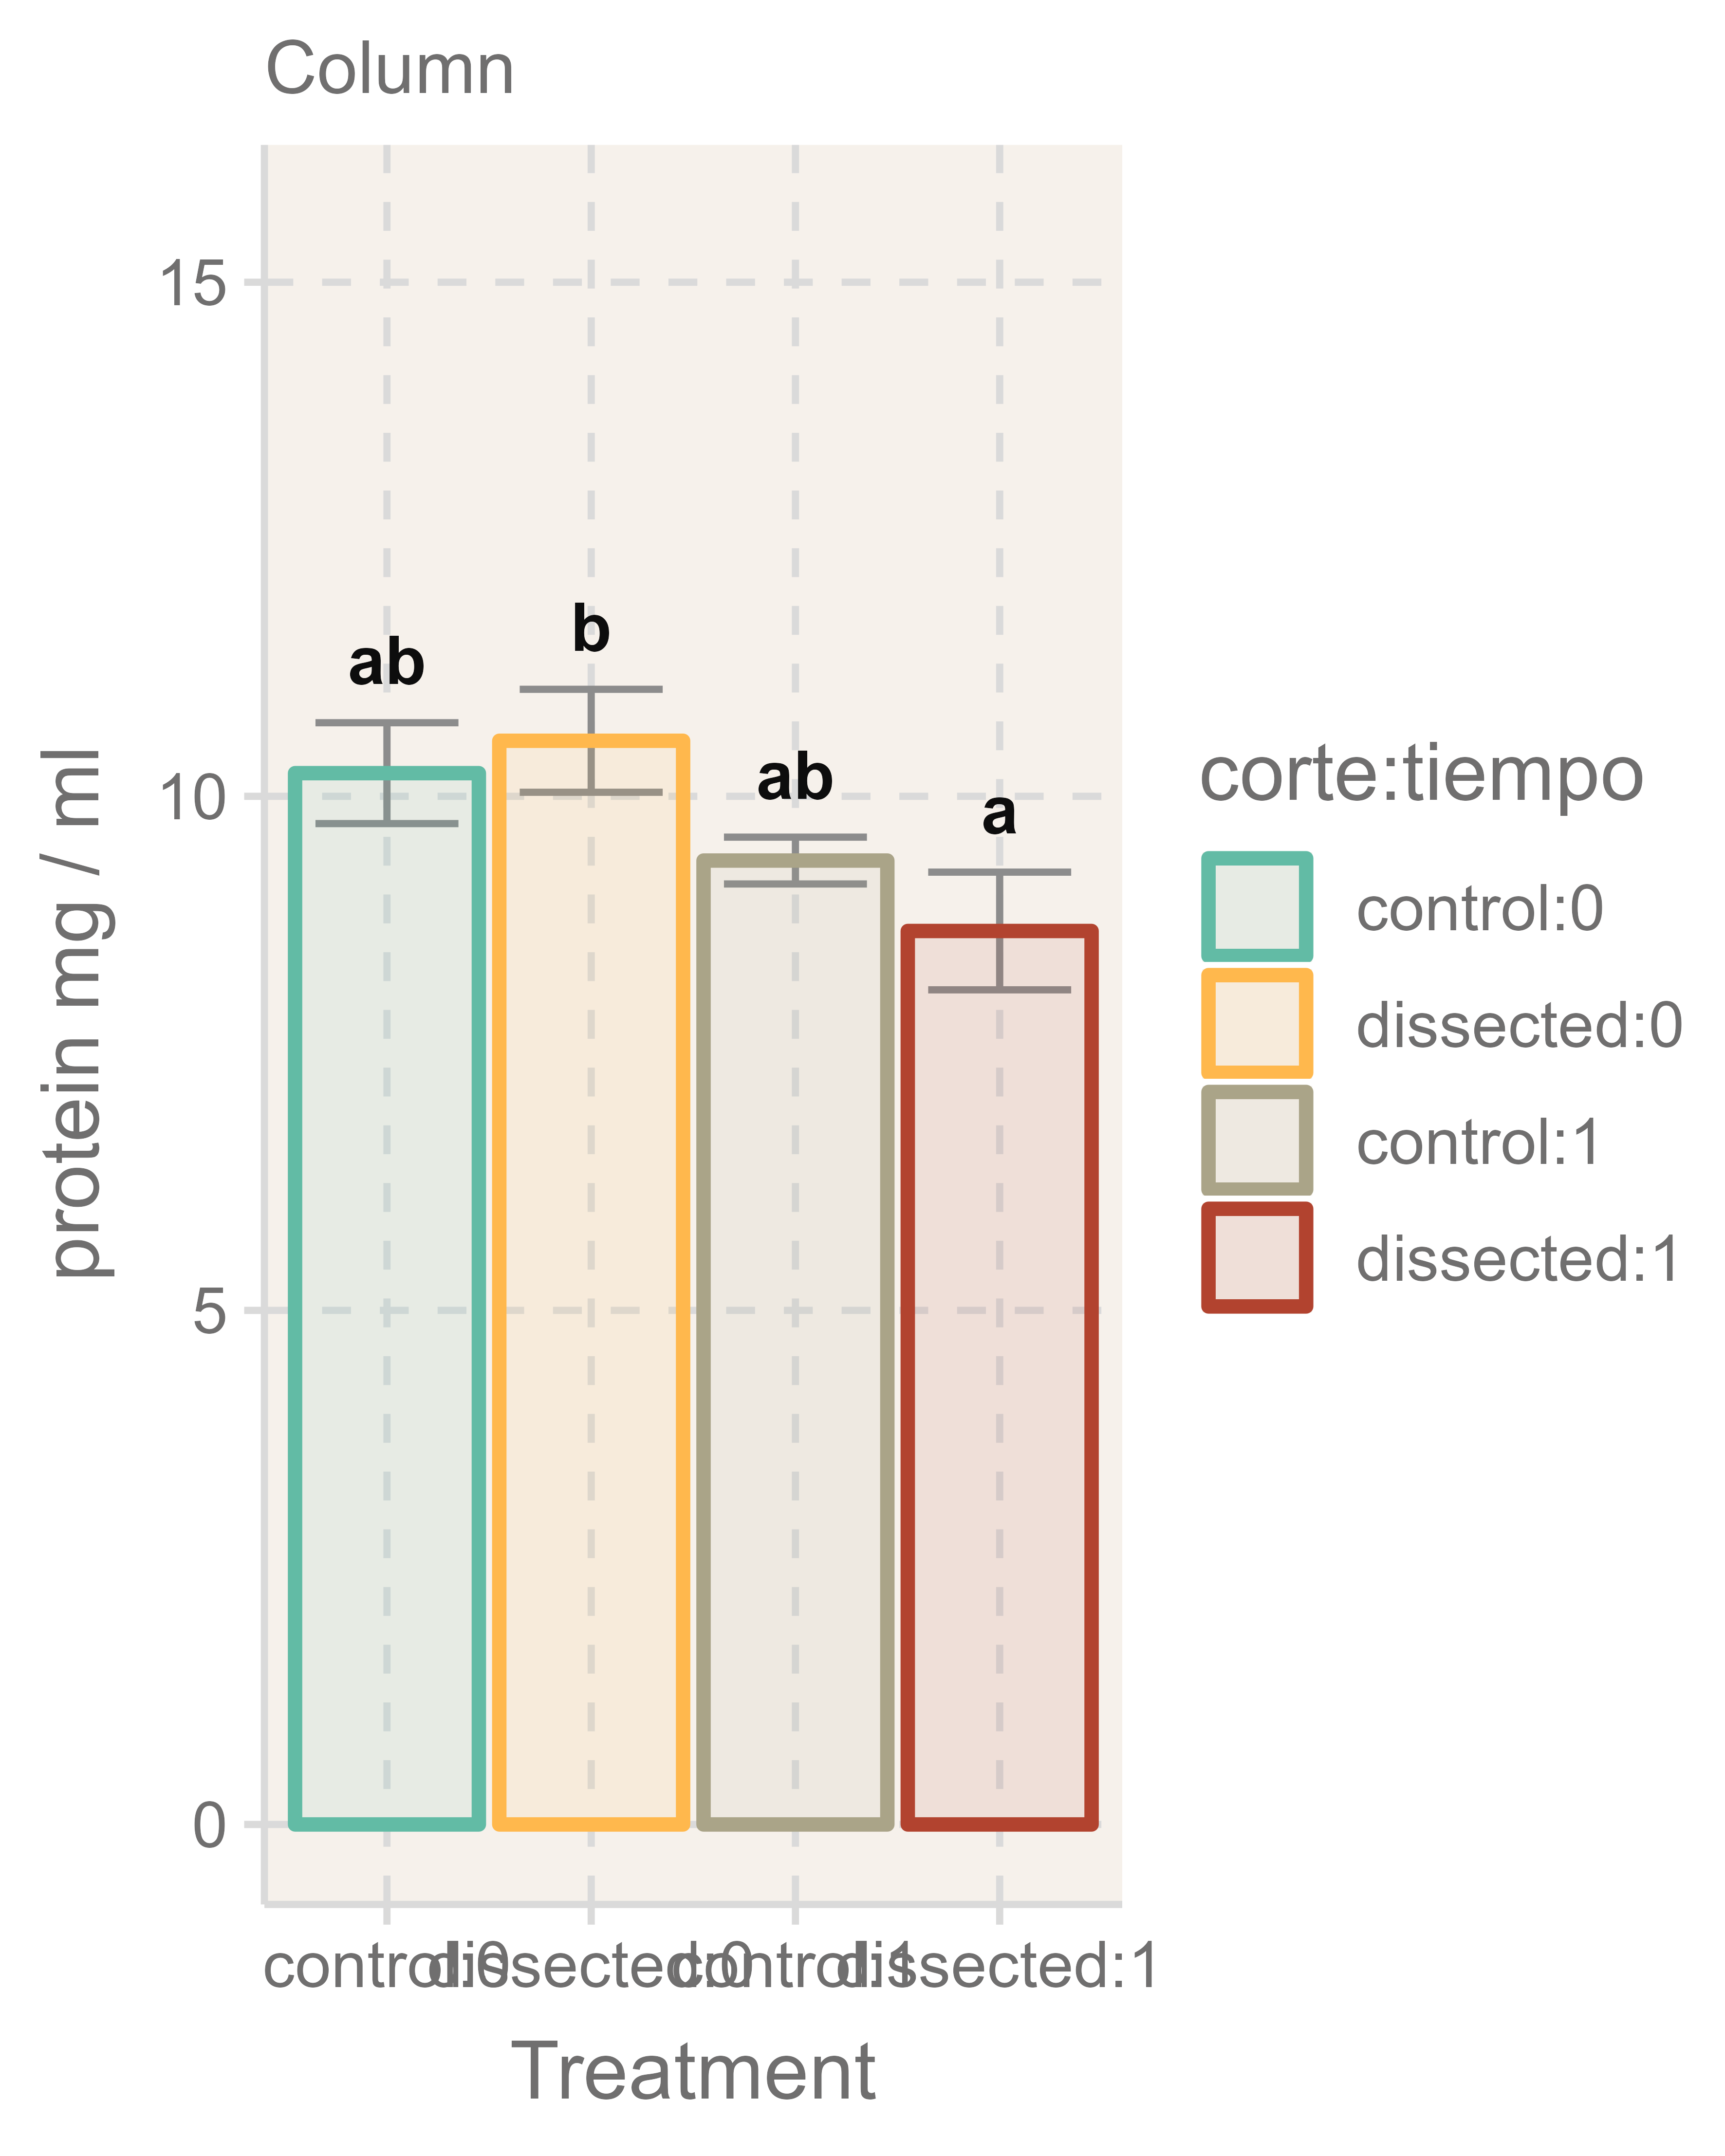 Column
15
10
5
0
protein mg / ml
ab
b
ab
a
control:0
dissected:0
control:1
dissected:1
Treatment
corte:tiempo
control:0
dissected:0
control:1
dissected:1